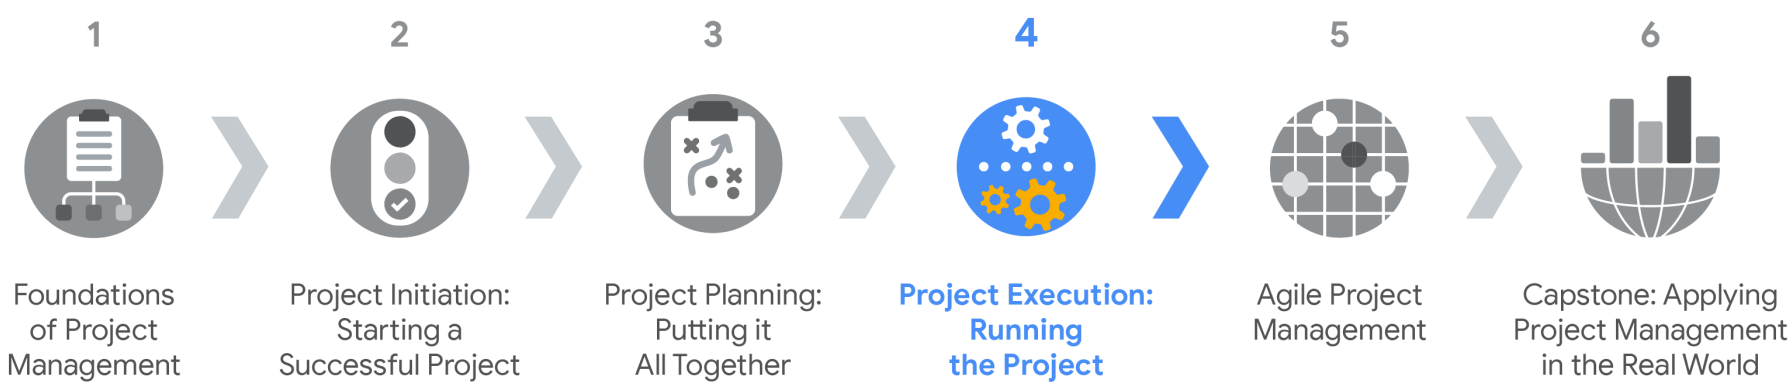 1
Foundations
of Project
Management
2
Project Initiation:
Starting a
Successful Project
3
Project Planning:
Putting it
All Together
4
Project Execution:
Running
the Project
5
Agile Project
Management
6
Capstone: Applying
Project Management
in the Real World